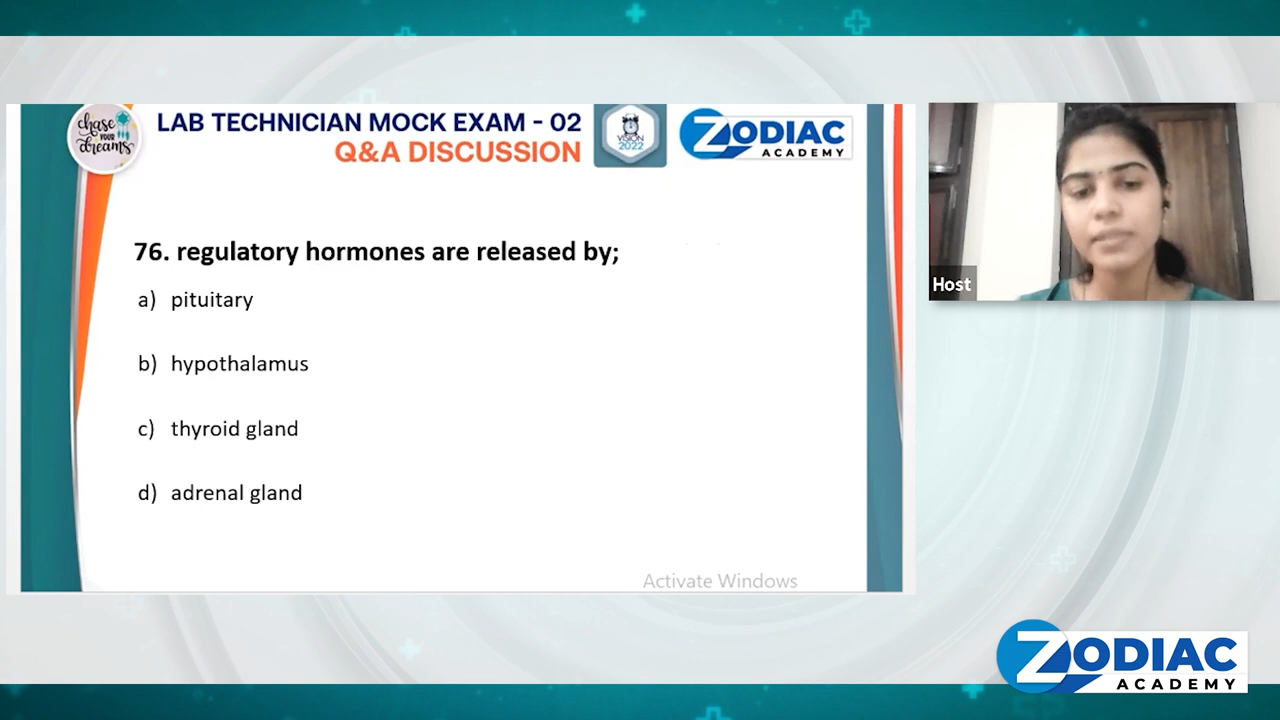 chase
YOUR
dreams
LAB TECHNICIAN MOCK EXAM - 02
Q&A DISCUSSION
VISION
2022
ZODIAC
ACADEMY
76. regulatory hormones are released by;
a) pituitary
b) hypothalamus
c) thyroid gland
d) adrenal gland
Activate Windows
Host
ZODIAC
ACADEMY